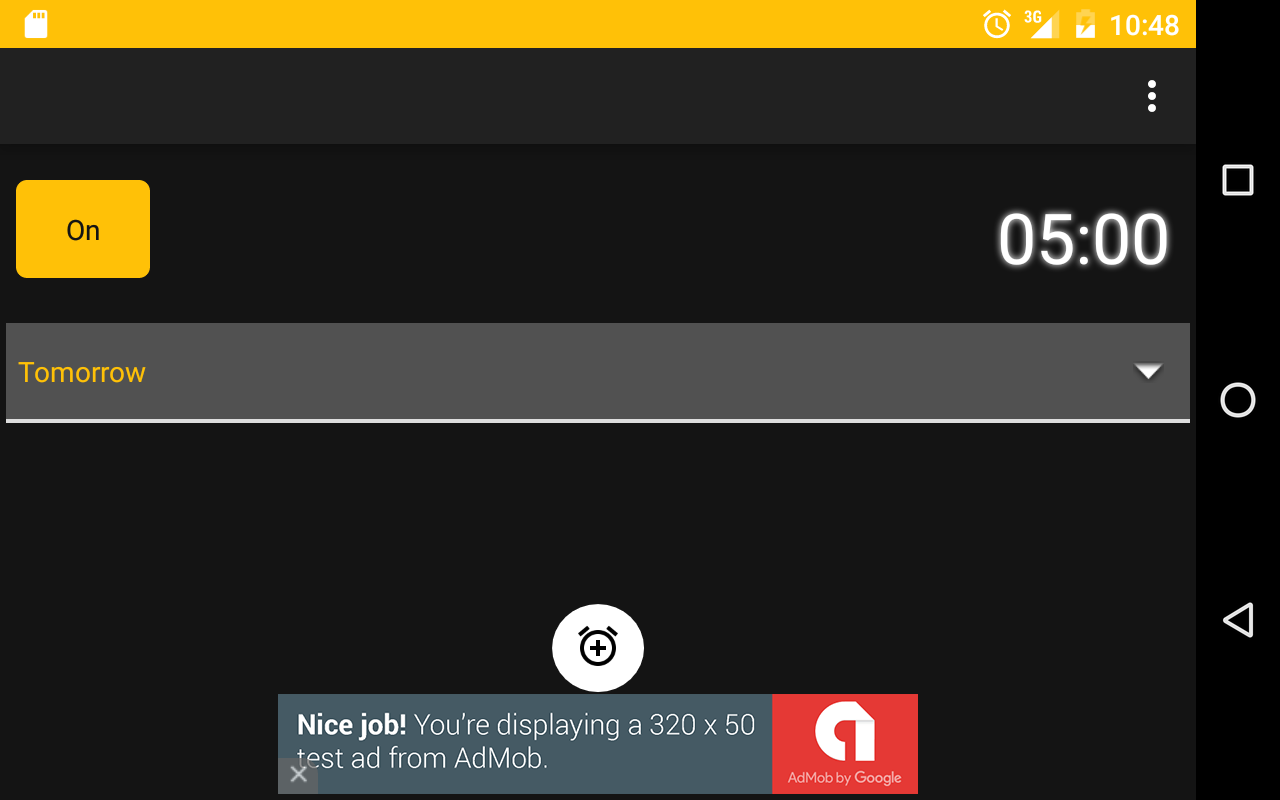 3G 10:48
On
05:00
Tomorrow
Nice job! You're displaying a 320 x 50
test ad from AdMob.
AdMob by Google